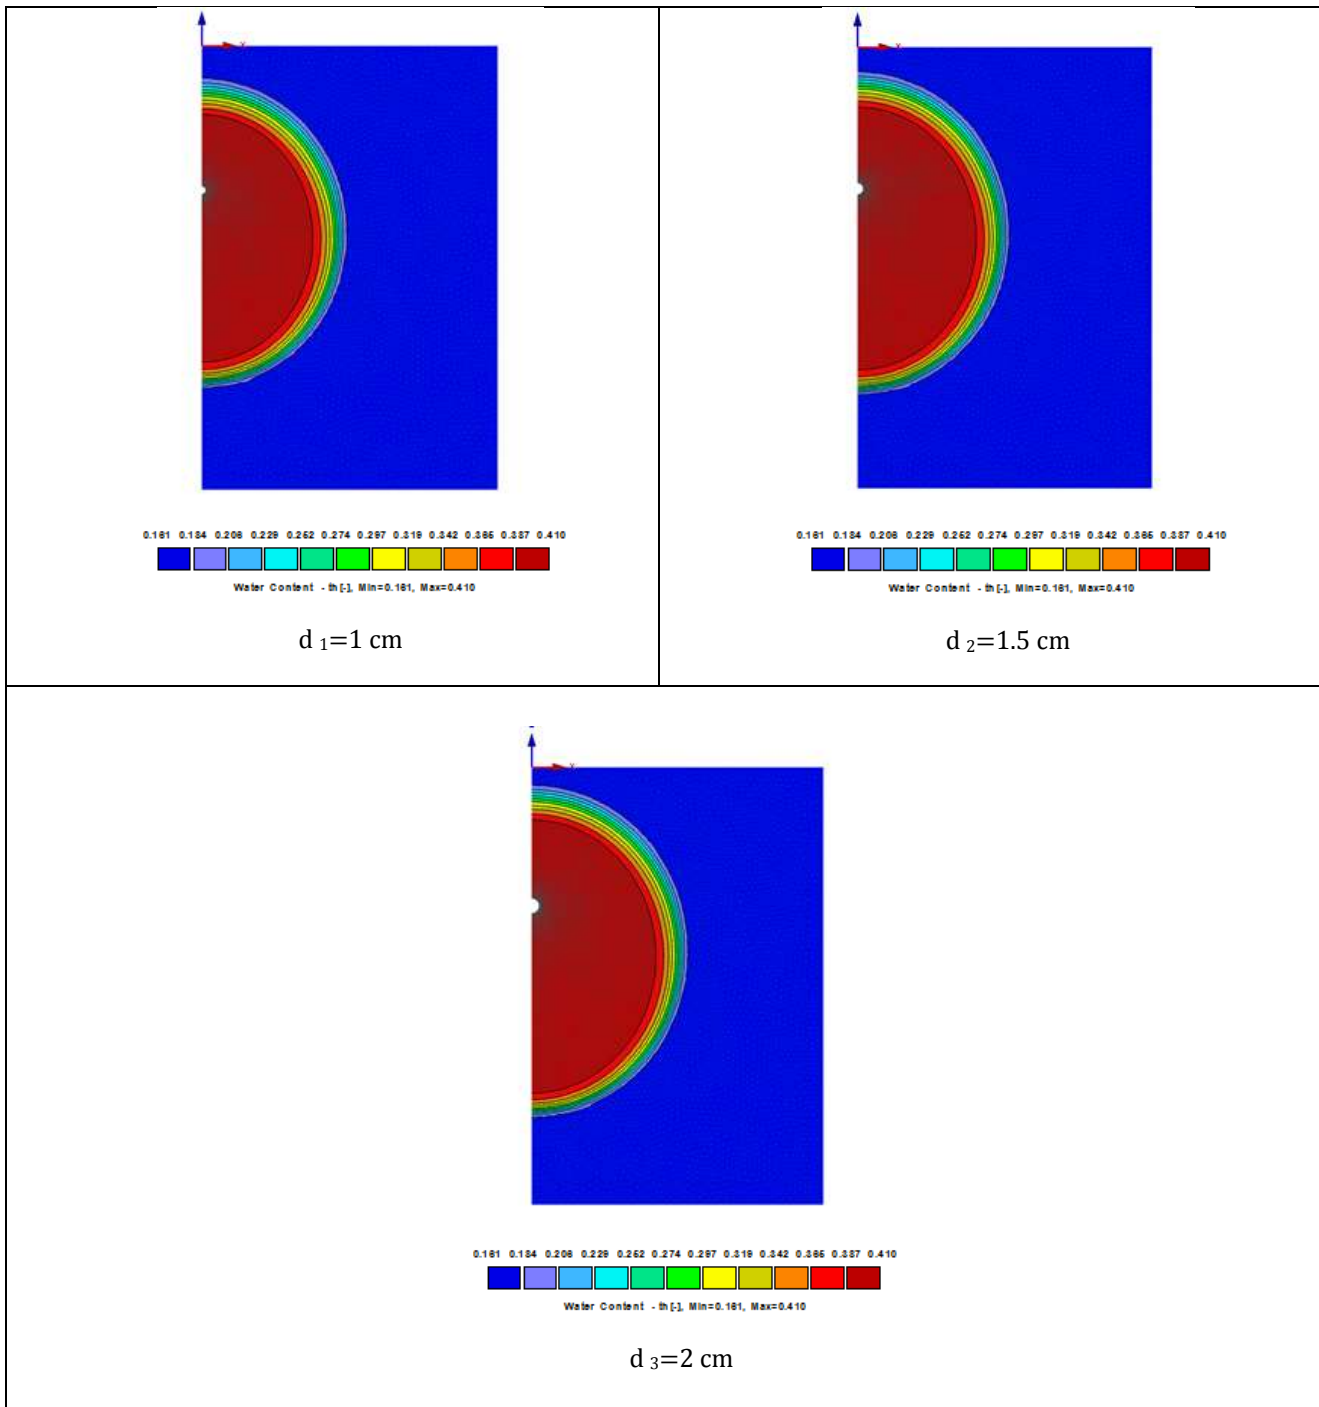 0.161 0.184 0.206 0.229 0.252 0.274 0.297 0.319 0.342 0.365 0.387 0.410
Water Content - th[-], Min=0.161, Max=0.410
d 1=1 cm
0.161 0.184 0.206 0.229 0.252 0.274 0.297 0.319 0.342 0.365 0.387 0.410
Water Content - th[-], Min=0.161, Max=0.410
d 2=1.5 cm
0.161 0.184 0.206 0.229 0.252 0.274 0.297 0.319 0.342 0.365 0.387 0.410
Water Content - th[-], Min=0.161, Max=0.410
d 3=2 cm